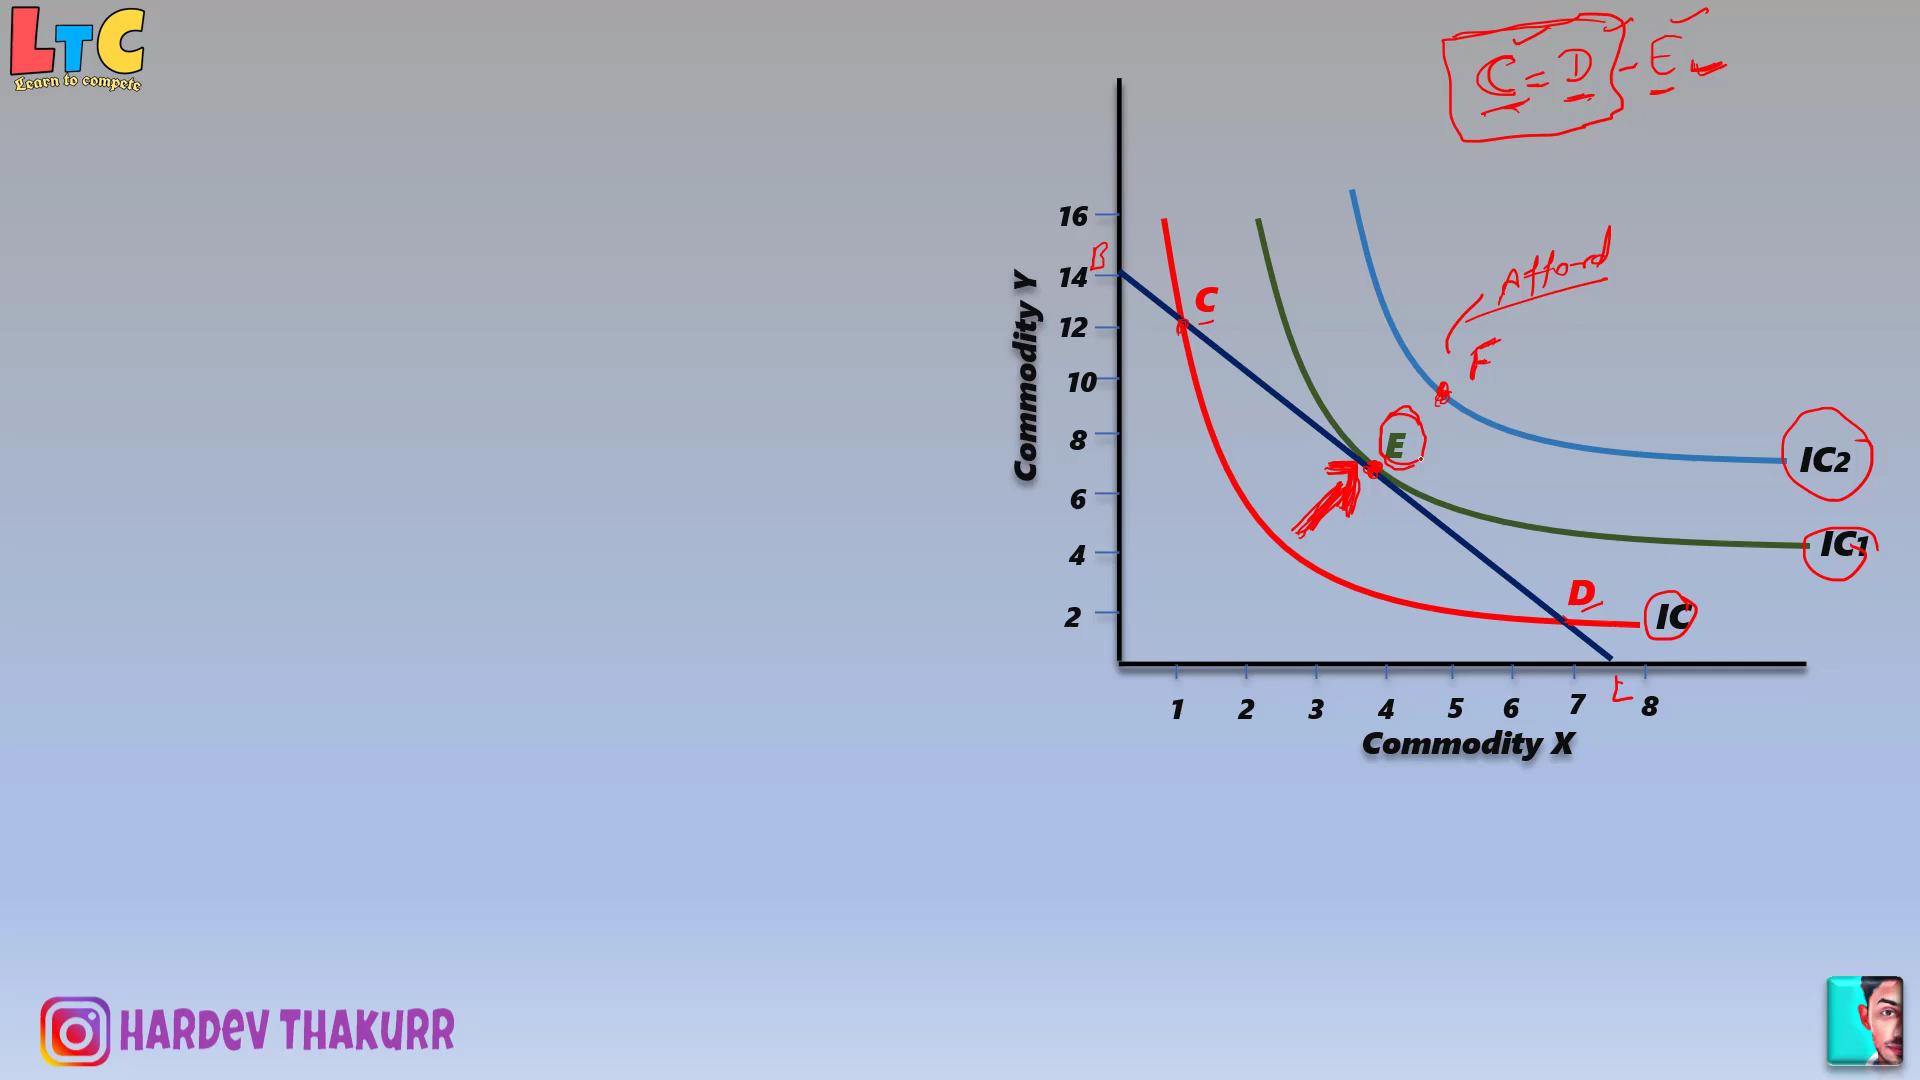 LTC
Learn to compete
C = D - E
16
B
14
12
10
8
6
4
2
Commodity Y
C
Afford
F
E
IC2
IC1
D
IC
L
1 2 3 4 5 6 7 8
Commodity X
HARDEV THAKURR